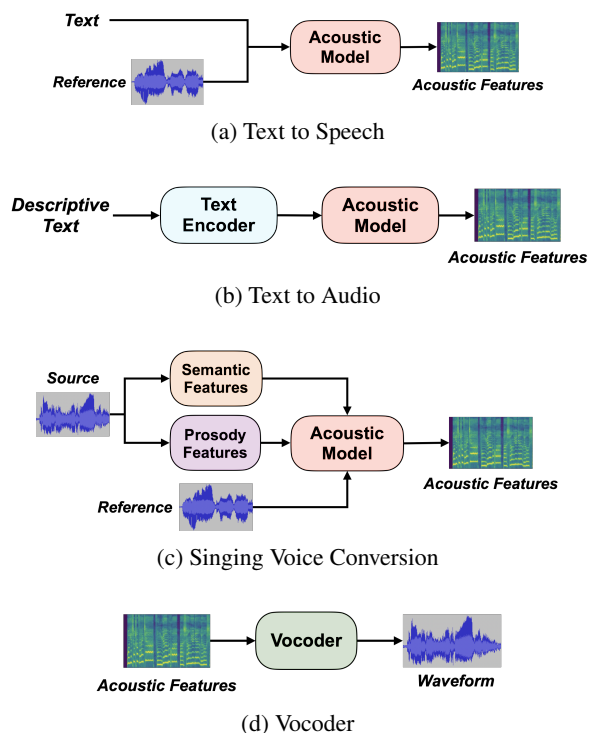 Text
Reference
Acoustic
Model
Acoustic Features
(a) Text to Speech
Descriptive
Text
Text
Encoder
Acoustic
Model
Acoustic Features
(b) Text to Audio
Source
Semantic
Features
Prosody
Features
Acoustic
Model
Reference
Acoustic Features
(c) Singing Voice Conversion
Acoustic Features
Vocoder
Waveform
(d) Vocoder